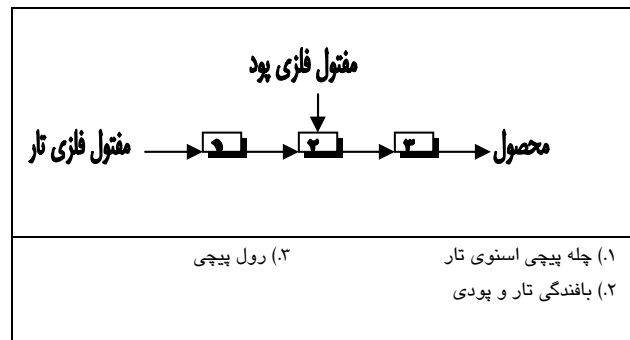 مفتول فلزی پود
مفتول فلزی تار ۱ ۲ ۳ محصول
۱.) چله پیچی اسنوی تار ۳.) رول پیچی
۲.) بافندگی تار و پودی